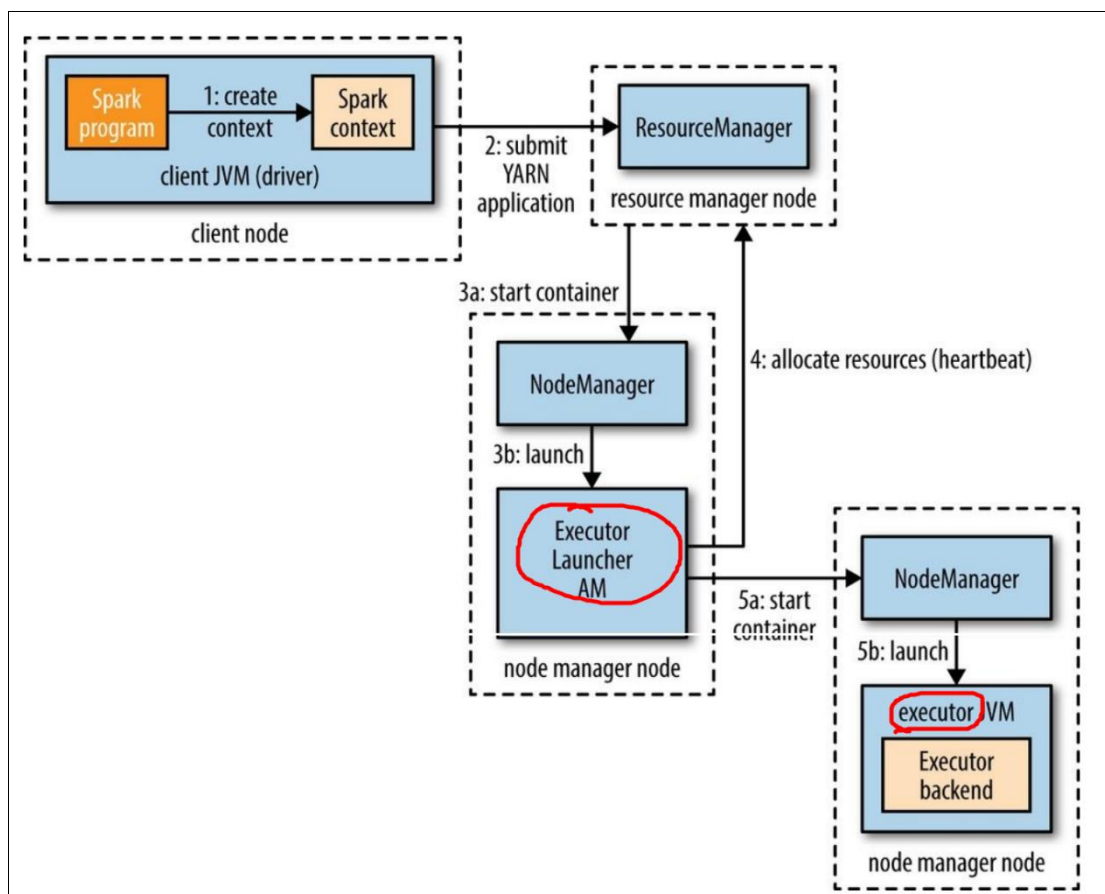 Spark
program
1: create
context
Spark
context
client JVM (driver)
client node
2: submit
YARN
application
ResourceManager
resource manager node
3a: start container
NodeManager
3b: launch
Executor
Launcher
AM
node manager node
4: allocate resources (heartbeat)
5a: start
container
NodeManager
5b: launch
executor JVM
Executor
backend
node manager node